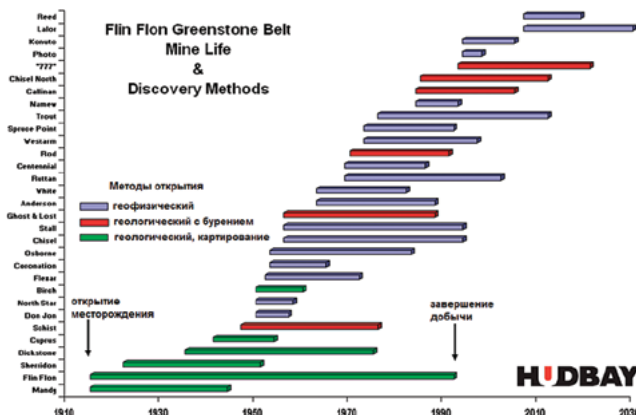 Flin Flon Greenstone Belt
Mine Life
&
Discovery Methods
Reed
Lalor
Konuto
Photo
"777"
Chisel North
Callinan
Namew
Trout
Spruce Point
Westarm
Rod
Centennial
Ruttan
White
Anderson
Ghost & Lost
Stall
Chisel
Osborne
Coronation
Flexar
Birch
North Star
Don Jon
Schist
Cuprus
Dickstone
Sherridon
Flin Flon
Mandy
Методы открытия
геофизический
геологический с бурением
геологический, картирование
открытие
месторождения
завершение
добычи
HUDBAY
1910
1930
1950
1970
1990
2010
2030